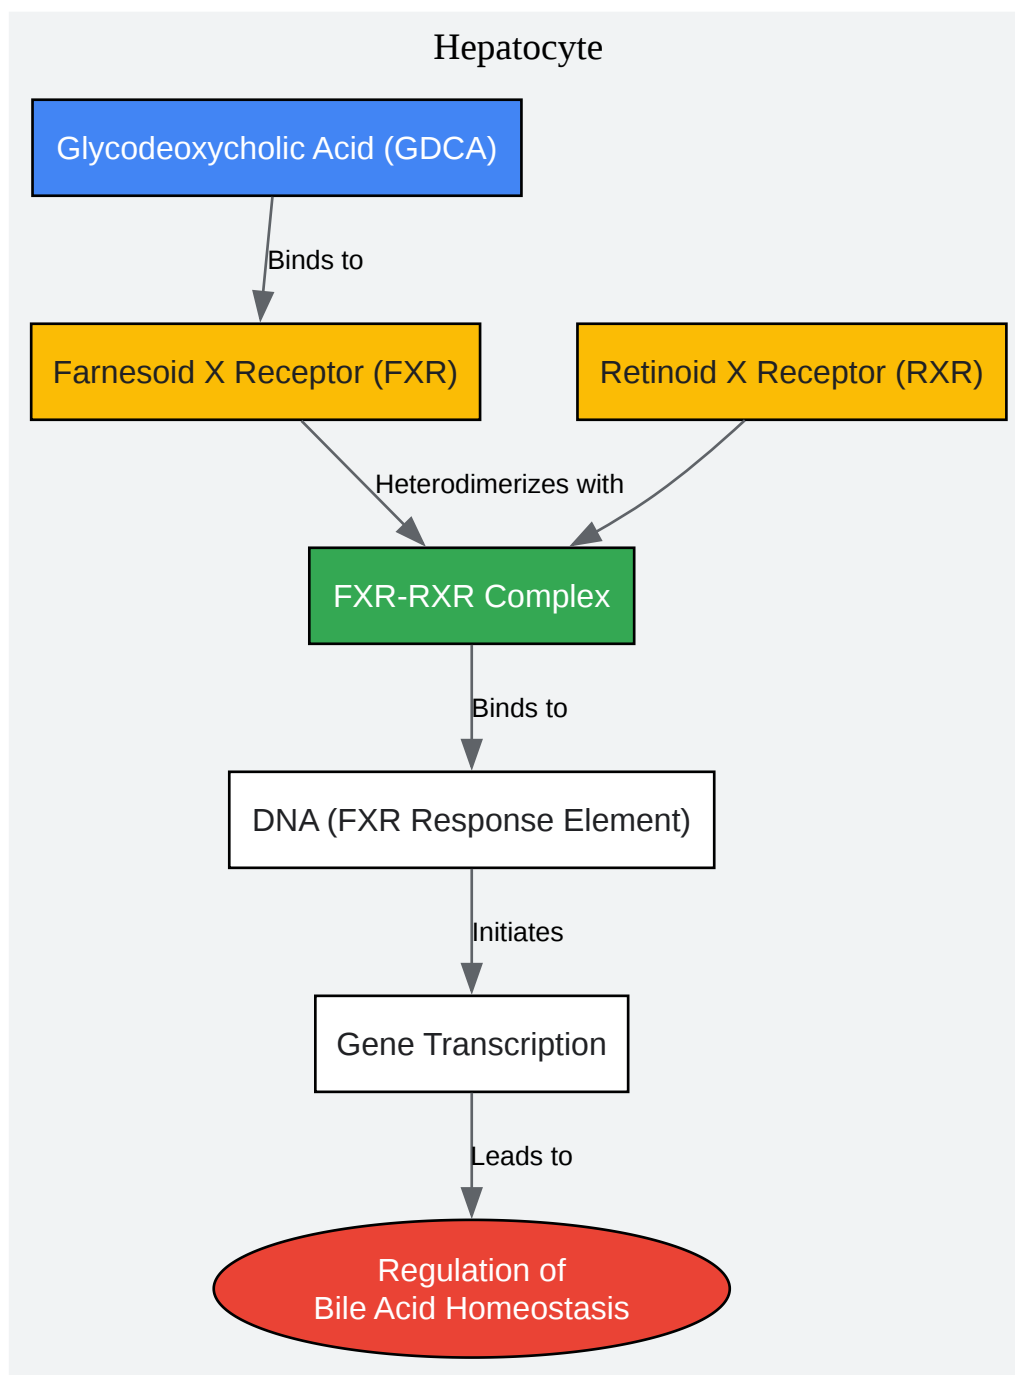 Hepatocyte
Glycodeoxycholic Acid (GDCA)
Binds to
Farnesoid X Receptor (FXR)
Retinoid X Receptor (RXR)
Heterodimerizes with
FXR-RXR Complex
Binds to
DNA (FXR Response Element)
Initiates
Gene Transcription
Leads to
Regulation of
Bile Acid Homeostasis